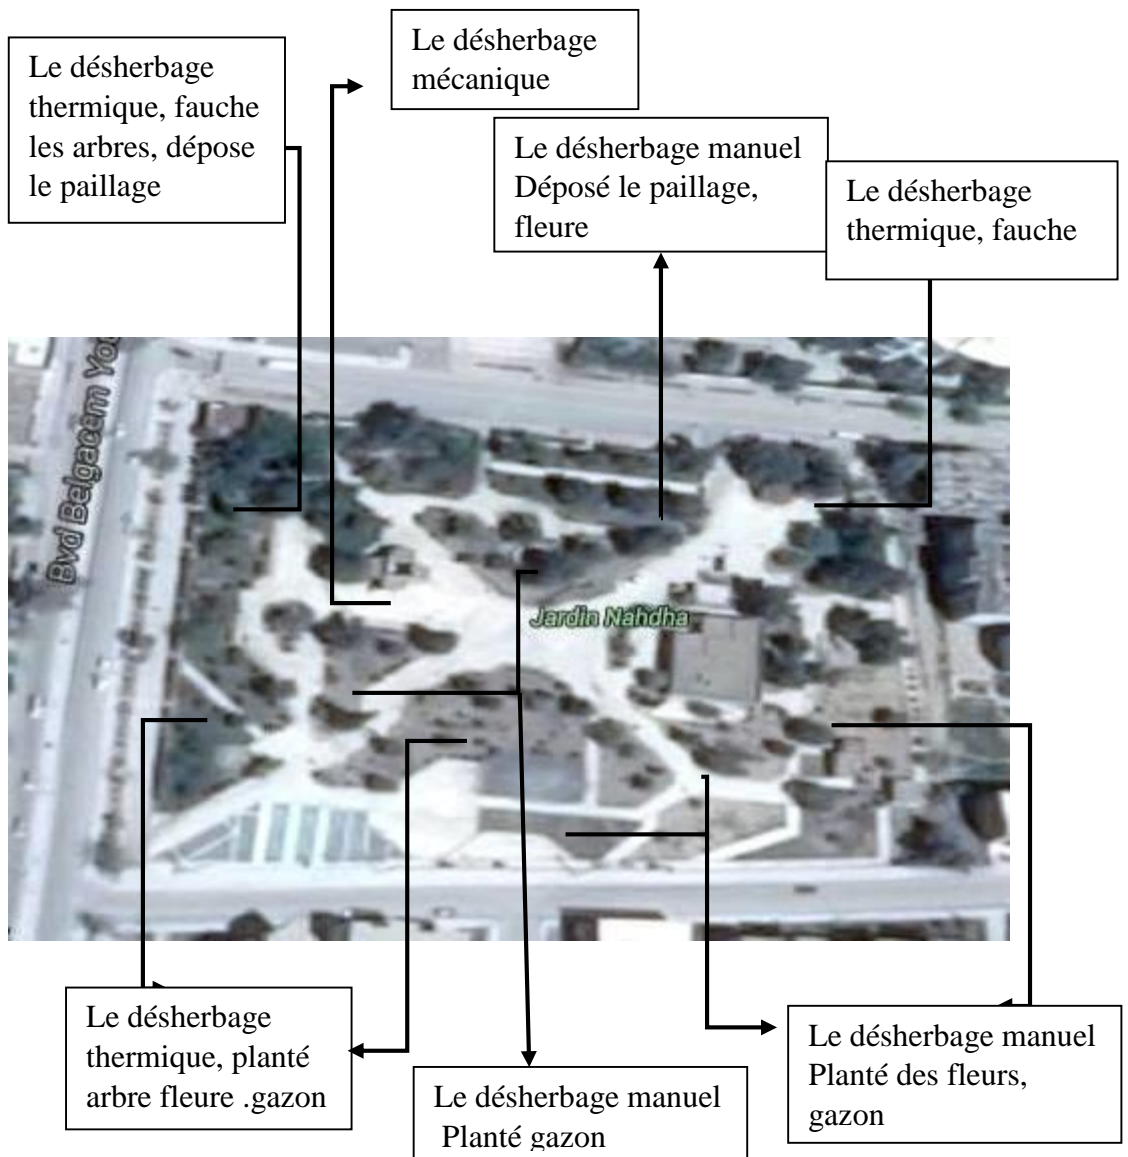 Le désherbage
mécanique
Le désherbage
thermique, fauche
les arbres, dépose
le paillage
Le désherbage manuel
Déposé le paillage,
fleure
Le désherbage
thermique, fauche
Bvd Belgacem You
Jardin Nahdha
Le désherbage
thermique, planté
arbre fleure .gazon
Le désherbage manuel
Planté gazon
Le désherbage manuel
Planté des fleurs,
gazon